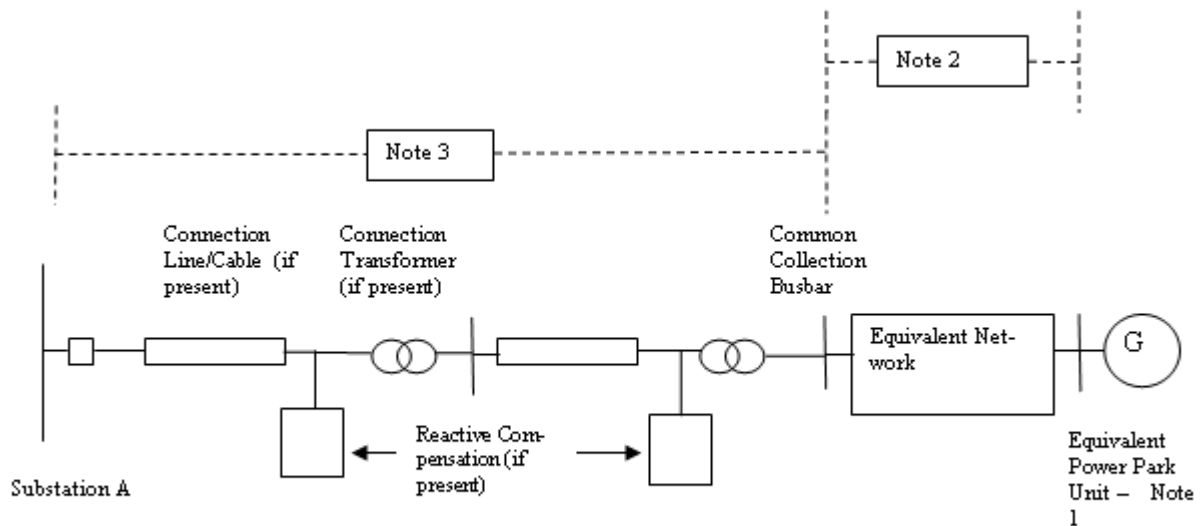 Note 2
Note 3
Connection
Line/Cable (if
present)
Connection
Transformer
(if present)
Common
Collection
Busbar
Equivalent Net-
work
G
Reactive Com-
pensation (if
present)
Substation A
Equivalent
Power Park
Unit – Note
1